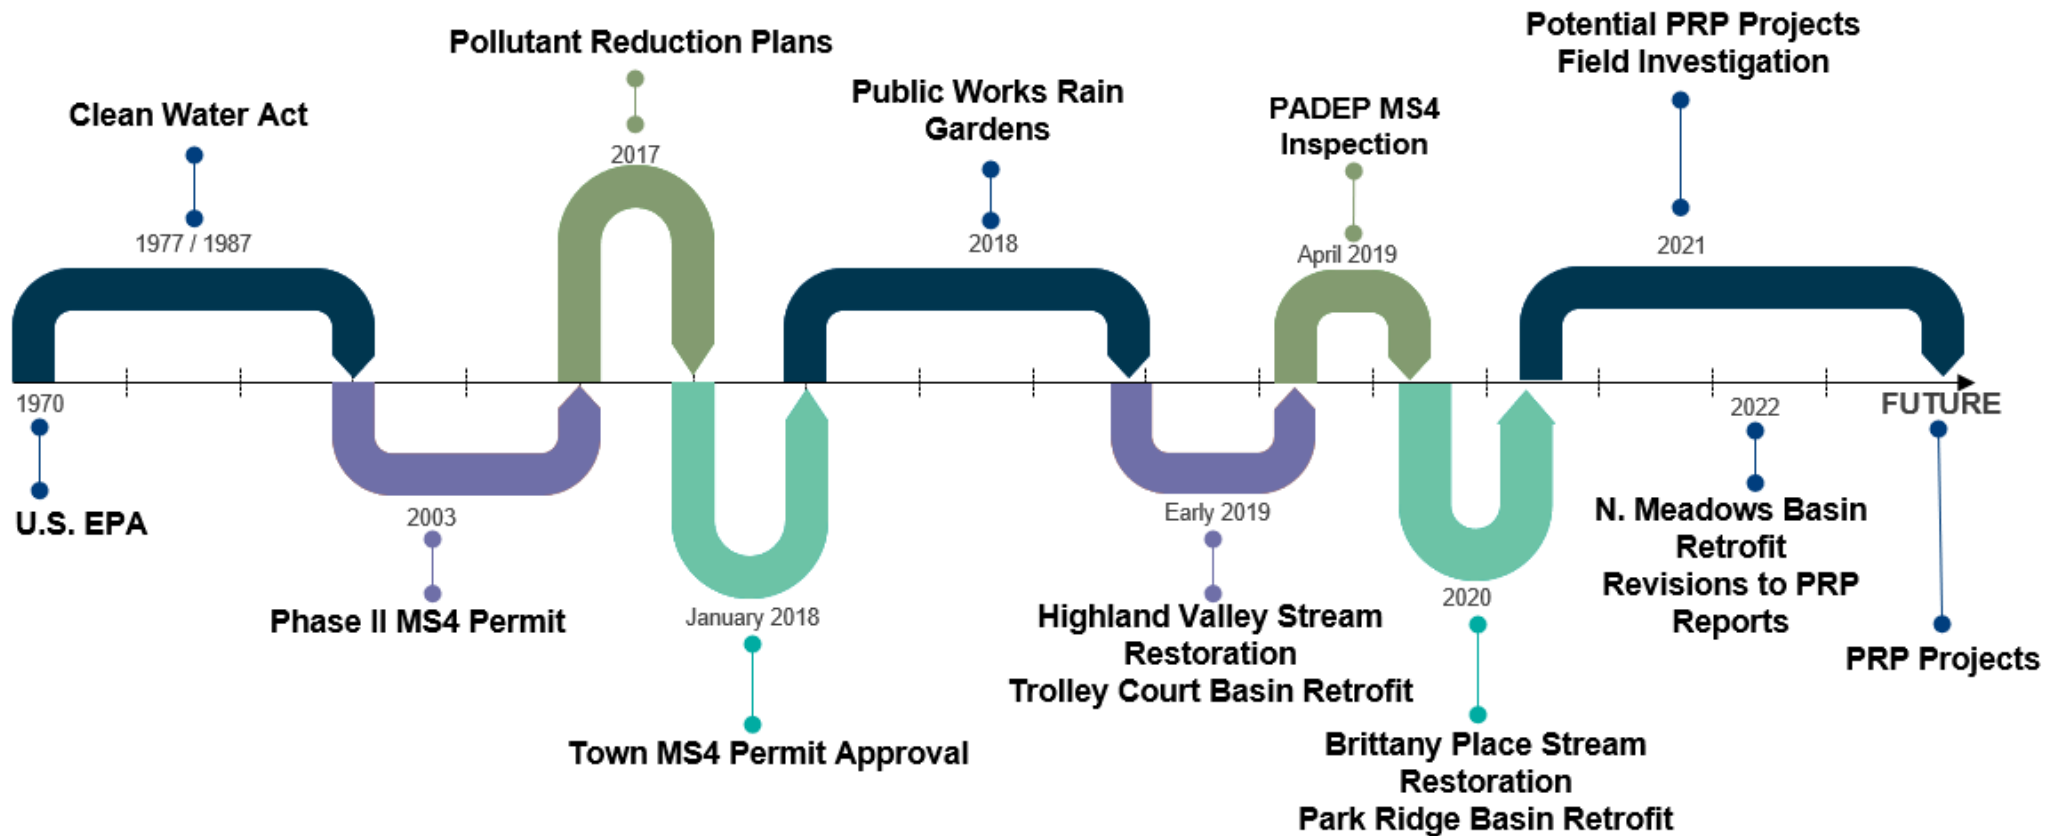 Clean Water Act
1977 / 1987
1970
U.S. EPA
2003
Phase II MS4 Permit
Pollutant Reduction Plans
2017
January 2018
Town MS4 Permit Approval
Public Works Rain
Gardens
2018
Early 2019
Highland Valley Stream
Restoration
Trolley Court Basin Retrofit
PADEP MS4
Inspection
April 2019
2020
Brittany Place Stream
Restoration
Park Ridge Basin Retrofit
Potential PRP Projects
Field Investigation
2021
2022
N. Meadows Basin
Retrofit
Revisions to PRP
Reports
FUTURE
PRP Projects